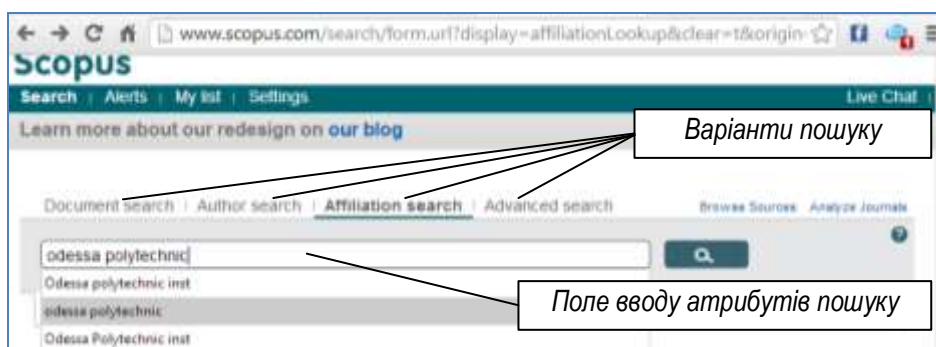 www.scopus.com/search/form.url?display=affiliationLookup&clear=t&origin
Scopus
Search | Alerts | My list | Settings Live Chat
Learn more about our redesign on our blog
Варіанти пошуку
Document search | Author search | Affiliation search | Advanced search Browse Sources Analyze Journals
odessa polytechnic
Odessa polytechnic inst
odessa polytechnic
Поле вводу атрибутів пошуку
Odessa Polytechnic inst